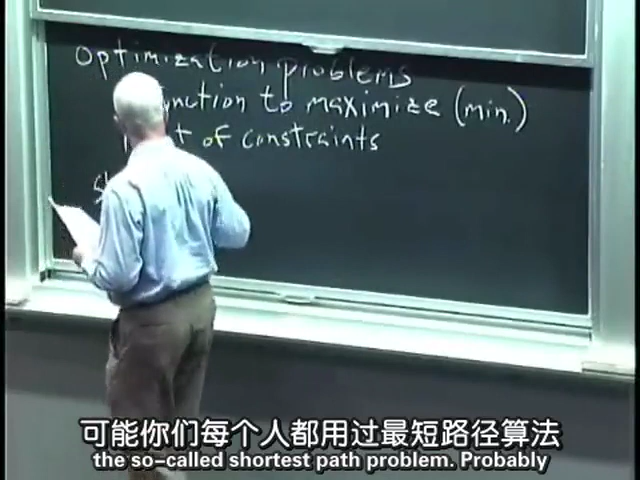 Optimization problems
nction to maximize (min.)
t of constraints
可能你们每个人都用过最短路径算法
the so-called shortest path problem. Probably